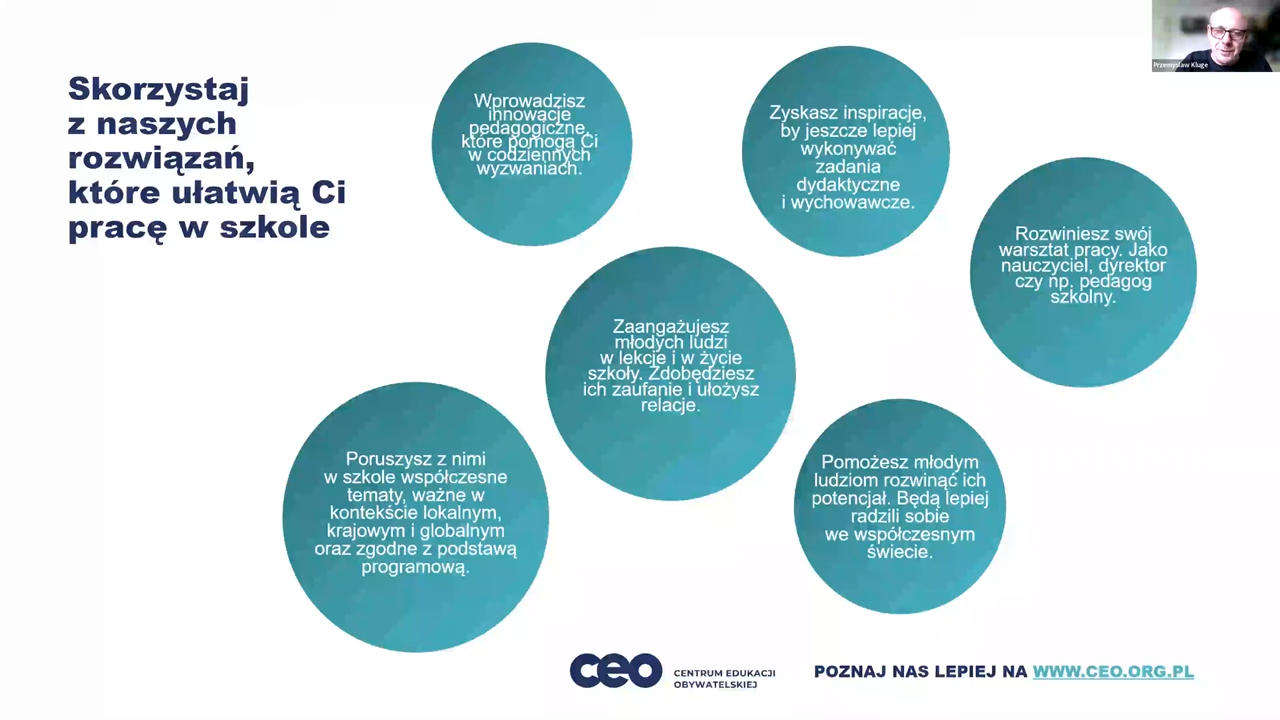 Skorzystaj
z naszych
rozwiązań,
które ułatwią Ci
pracę w szkole
Wprowadzisz
innowacje
pedagogiczne,
które pomogą Ci
w codziennych
wyzwaniach.
Zyskasz inspiracje,
by jeszcze lepiej
wykonywać
zadania
dydaktyczne
i wychowawcze.
Rozwiniesz swój
warsztat pracy. Jako
nauczyciel, dyrektor
czy np. pedagog
szkolny.
Zaangażujesz
młodych ludzi
w lekcje i w życie
szkoły. Zdobędziesz
ich zaufanie i ułożysz
relacje.
Poruszysz z nimi
w szkole współczesne
tematy, ważne w
kontekście lokalnym,
krajowym i globalnym
oraz zgodne z podstawą
programową.
Pomożesz młodym
ludziom rozwinąć ich
potencjał. Będą lepiej
radzili sobie
we współczesnym
świecie.
ceo
CENTRUM EDUKACJI
OBYWATELSKIEJ
POZNAJ NAS LEPIEJ NA WWW.CEO.ORG.PL
Przemysław Kluge